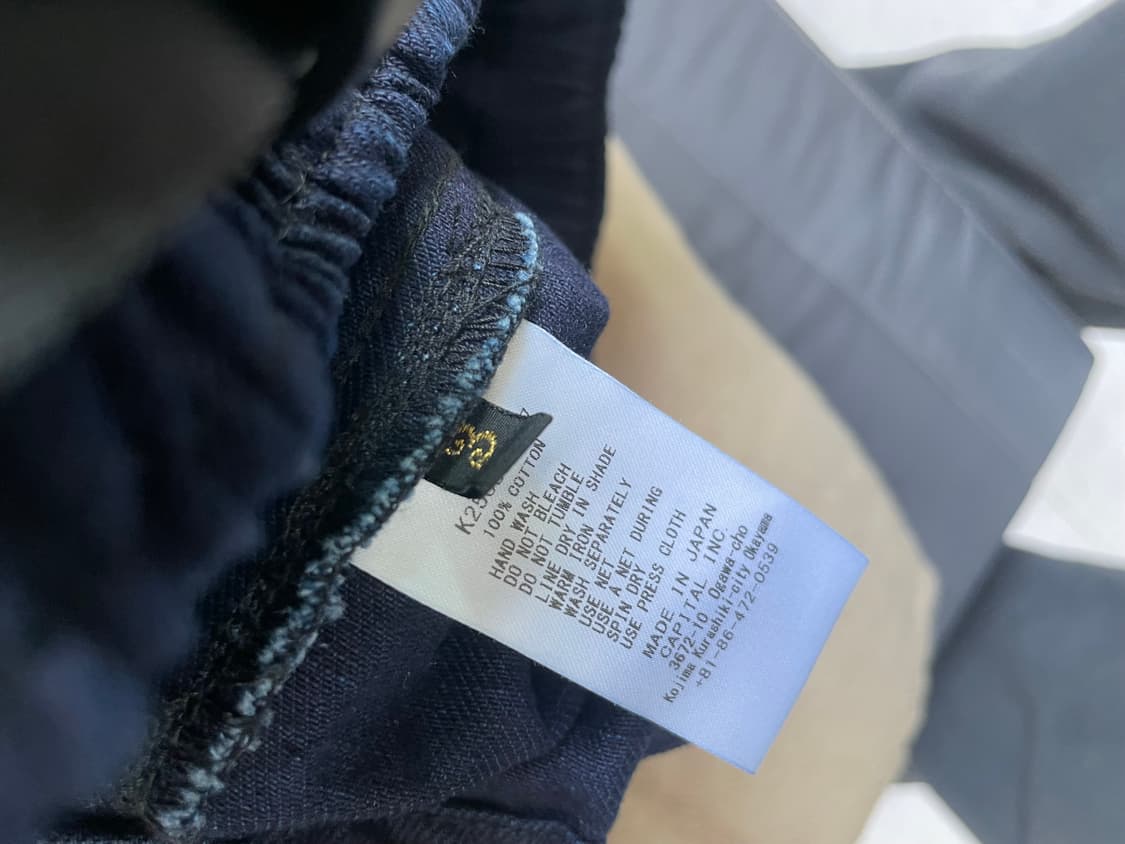 100% COTTON
HAND WASH
DO NOT BLEACH
DO NOT TUMBLE
LINE DRY IN SHADE
WARM IRON
WASH SEPARATELY
USE NET
USE A NET DURING
SPIN DRY
USE PRESS CLOTH
MADE IN JAPAN
CAPITAL INC.
3672-10 Ogawa-cho
Kojima Kurashik-city Okayama
+81-86-472-0539